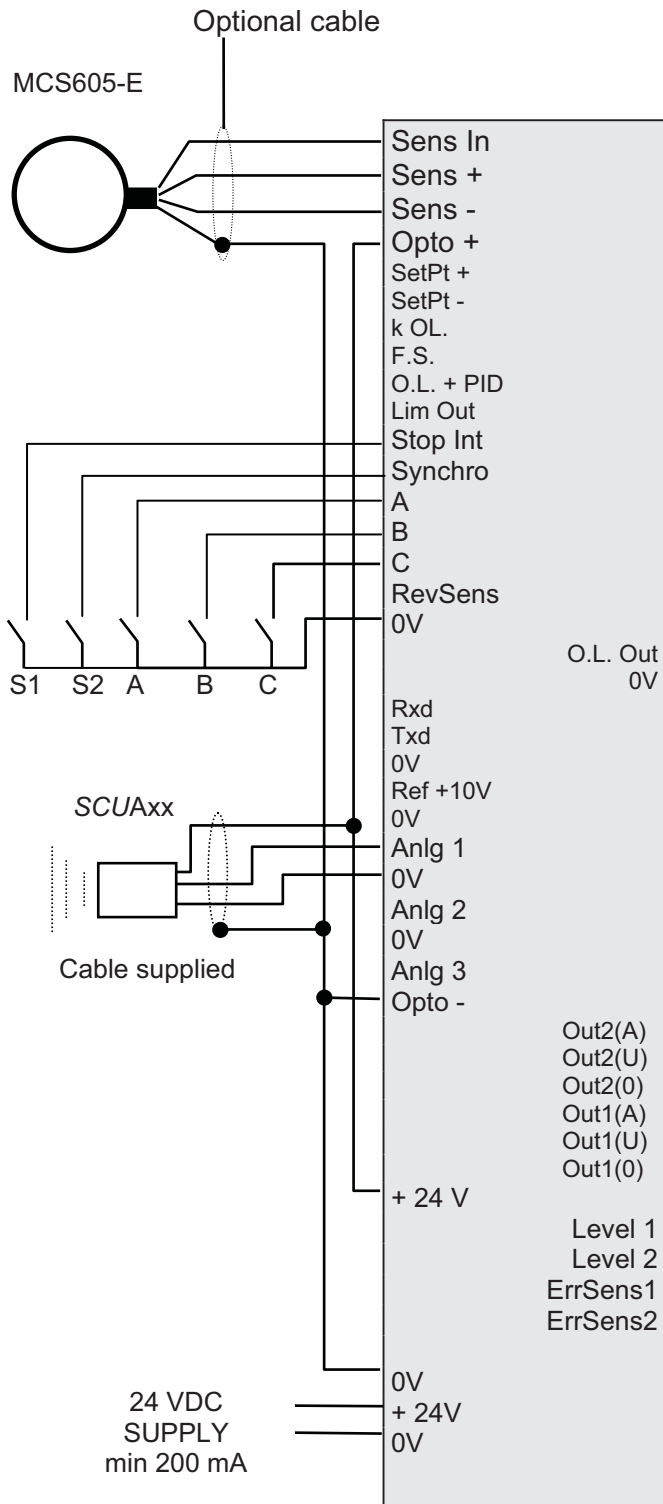 Optional cable
MCS605-E
Sens In
Sens +
Sens -
Opto +
SetPt +
SetPt -
k OL.
F.S.
O.L. + PID
Lim Out
Stop Int
Synchro
A
B
C
RevSens
0V
S1 S2 A B C
O.L. Out
0V
Rxd
Txd
0V
Ref +10V
0V
SCUAxx
Anlg 1
0V
Anlg 2
0V
Cable supplied
Anlg 3
Opto -
Out2(A)
Out2(U)
Out2(0)
Out1(A)
Out1(U)
Out1(0)
+ 24 V
Level 1
Level 2
ErrSens1
ErrSens2
0V
+ 24V
0V
24 VDC
SUPPLY
min 200 mA